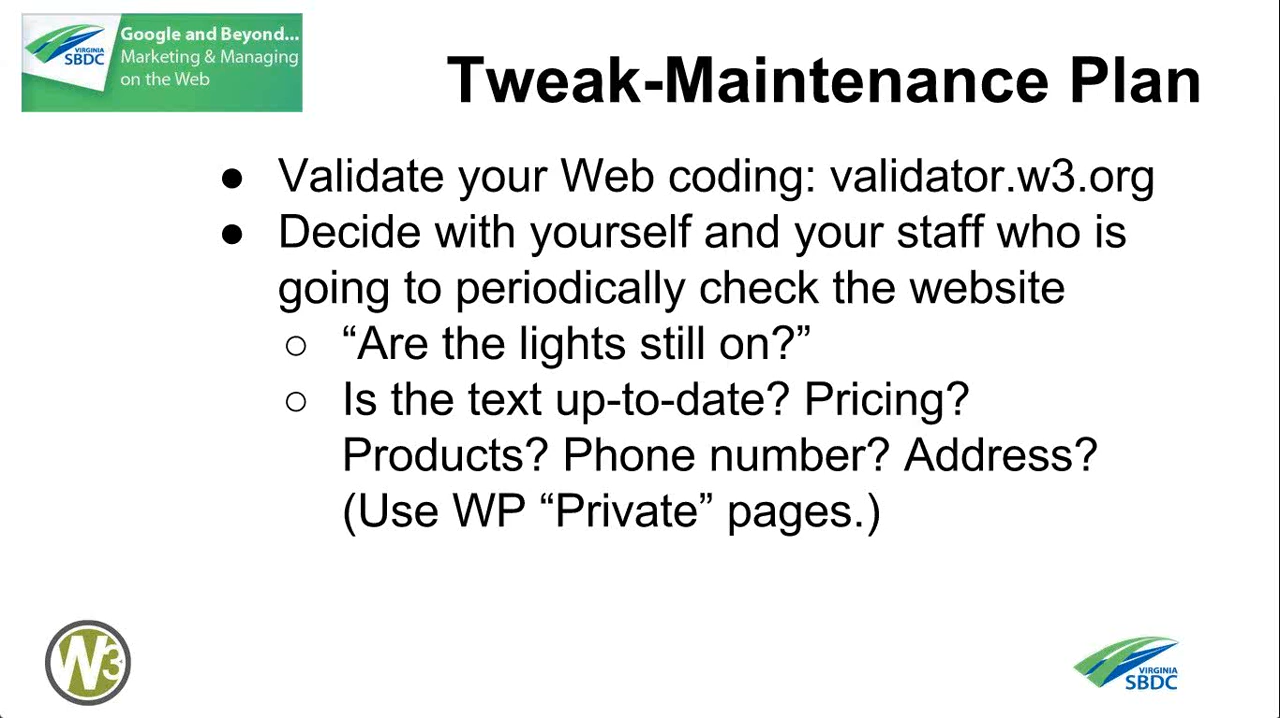 Google and Beyond...
Marketing & Managing
on the Web
VIRGINIA
SBDC
Tweak-Maintenance Plan
● Validate your Web coding: validator.w3.org
● Decide with yourself and your staff who is
going to periodically check the website
○ “Are the lights still on?”
○ Is the text up-to-date? Pricing?
Products? Phone number? Address?
(Use WP “Private” pages.)
W3
VIRGINIA
SBDC